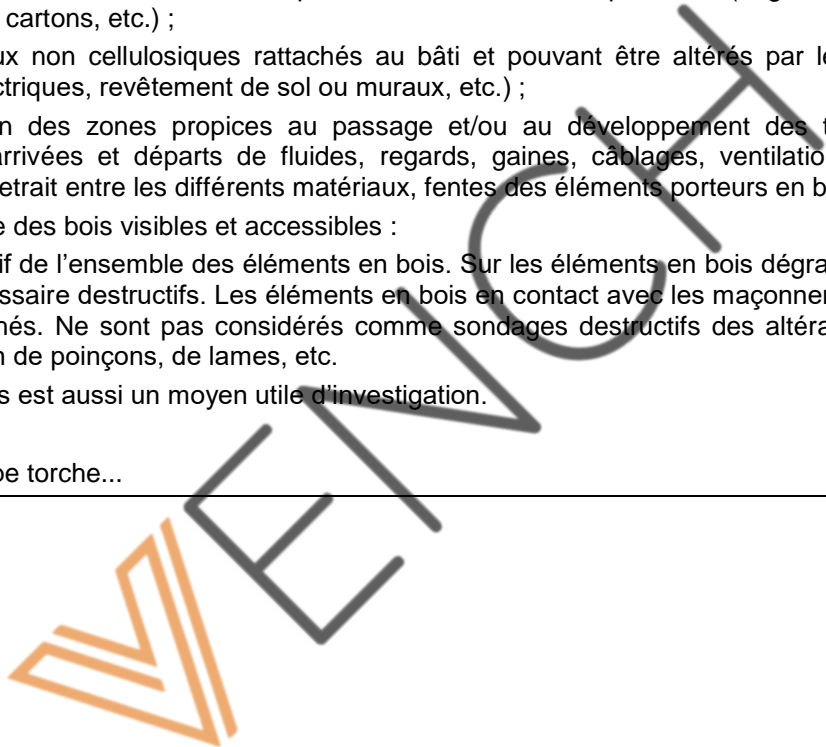 cartons, etc.) ;
ux non cellulosiques rattachés au bâti et pouvant être altérés par le
ctriques, revêtement de sol ou muraux, etc.) ;
n des zones propices au passage et/ou au développement des t
arrivées et départs de fluides, regards, gaines, câblages, ventilatio
etrait entre les différents matériaux, fentes des éléments porteurs en b
e des bois visibles et accessibles :
if de l’ensemble des éléments en bois. Sur les éléments en bois dégra
ssaire destructifs. Les éléments en bois en contact avec les maçonner
nés. Ne sont pas considérés comme sondages destructifs des altéra
n de poinçons, de lames, etc.
s est aussi un moyen utile d’investigation.
pe torche...
VENCH